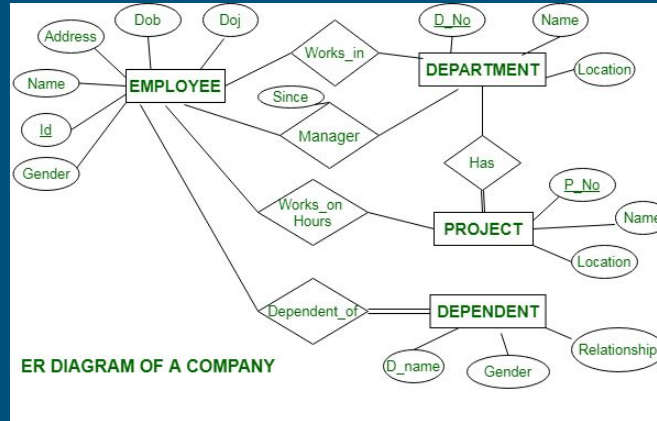 Dob
Doj
Address
Name
Id
Gender
EMPLOYEE
Works_in
Since
Manager
D_No
Name
Location
DEPARTMENT
Has
P_No
Name
Location
PROJECT
Works_on
Hours
Dependent_of
DEPENDENT
D_name
Gender
Relationship
ER DIAGRAM OF A COMPANY